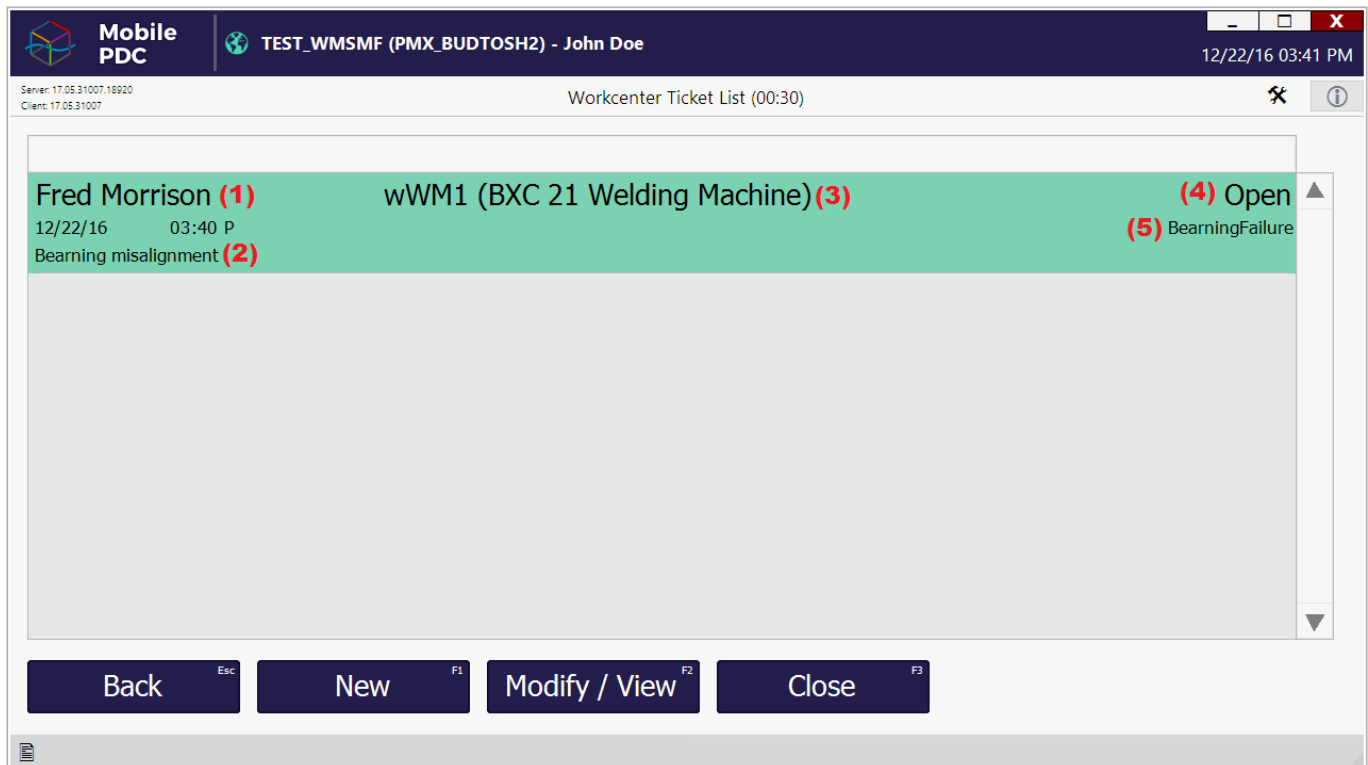 Mobile PDC
TEST_WMSMF (PMX_BUDTOSH2) - John Doe
_ X
12/22/16 03:41 PM
Server: 17.05.31007.18920
Client: 17.05.31007
Workcenter Ticket List (00:30)
Fred Morrison (1) wWM1 (BXC 21 Welding Machine) (3) (4) Open
12/22/16 03:40 P (5) BearningFailure
Bearning misalignment (2)
Back Esc New F1 Modify / View F2 Close F3